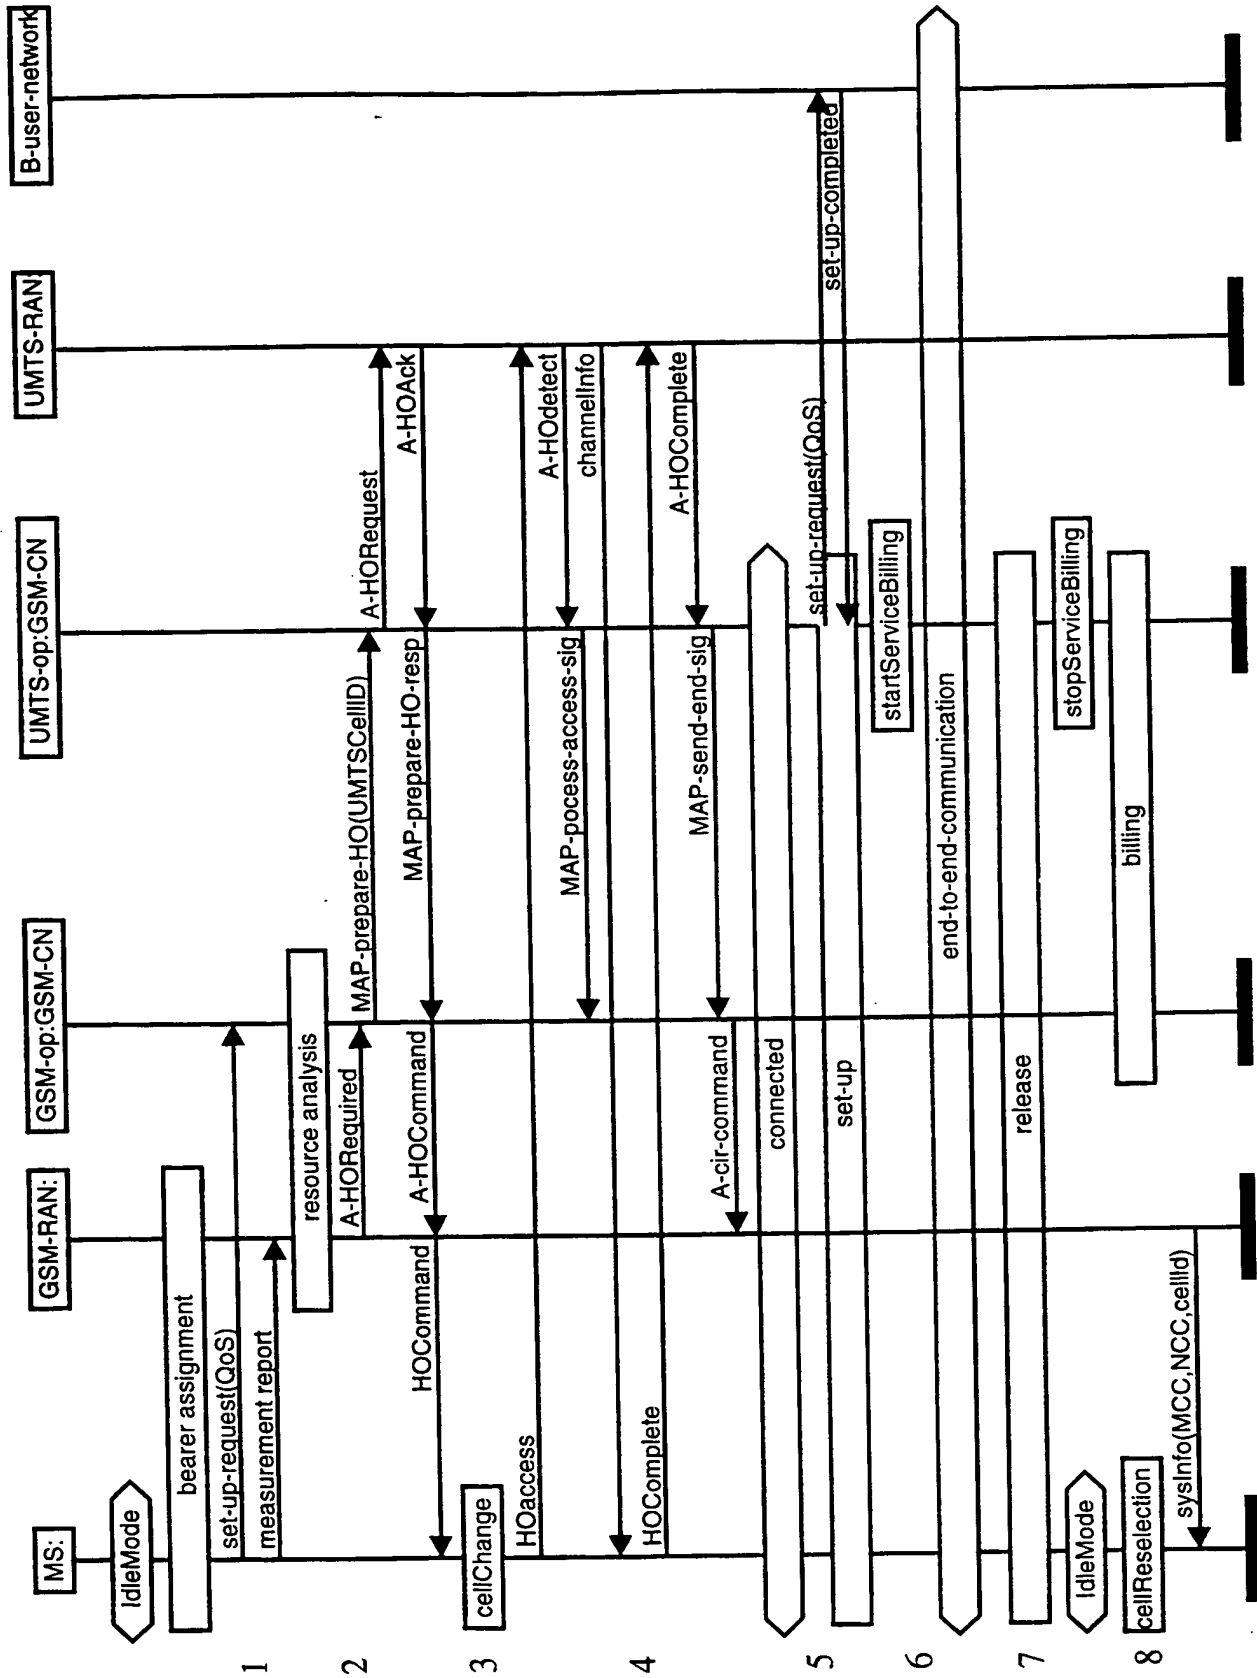 MS:
GSM-RAN:
GSM-op:GSM-CN
UMTS-op:GSM-CN
UMTS-RAN
B-user-network
IdleMode
bearer assignment
1
set-up-request(QoS)
measurement report
resource analysis
2
A-HORequired
MAP-prepare-HO(UMTSCellID)
A-HORequest
A-HOAck
MAP-prepare-HO-resp
A-HOCommand
HOCommand
3
cellChange
HOaccess
A-HOdetect
MAP-pocess-access-sig
channelInfo
4
HOComplete
A-HOComplete
MAP-send-end-sig
A-cir-command
connected
5
set-up-request(QoS)
set-up-completed
set-up
startServiceBilling
6
end-to-end-communication
7
release
IdleMode
stopServiceBilling
8
cellReselection
billing
sysInfo(MCC,NCC,cellId)